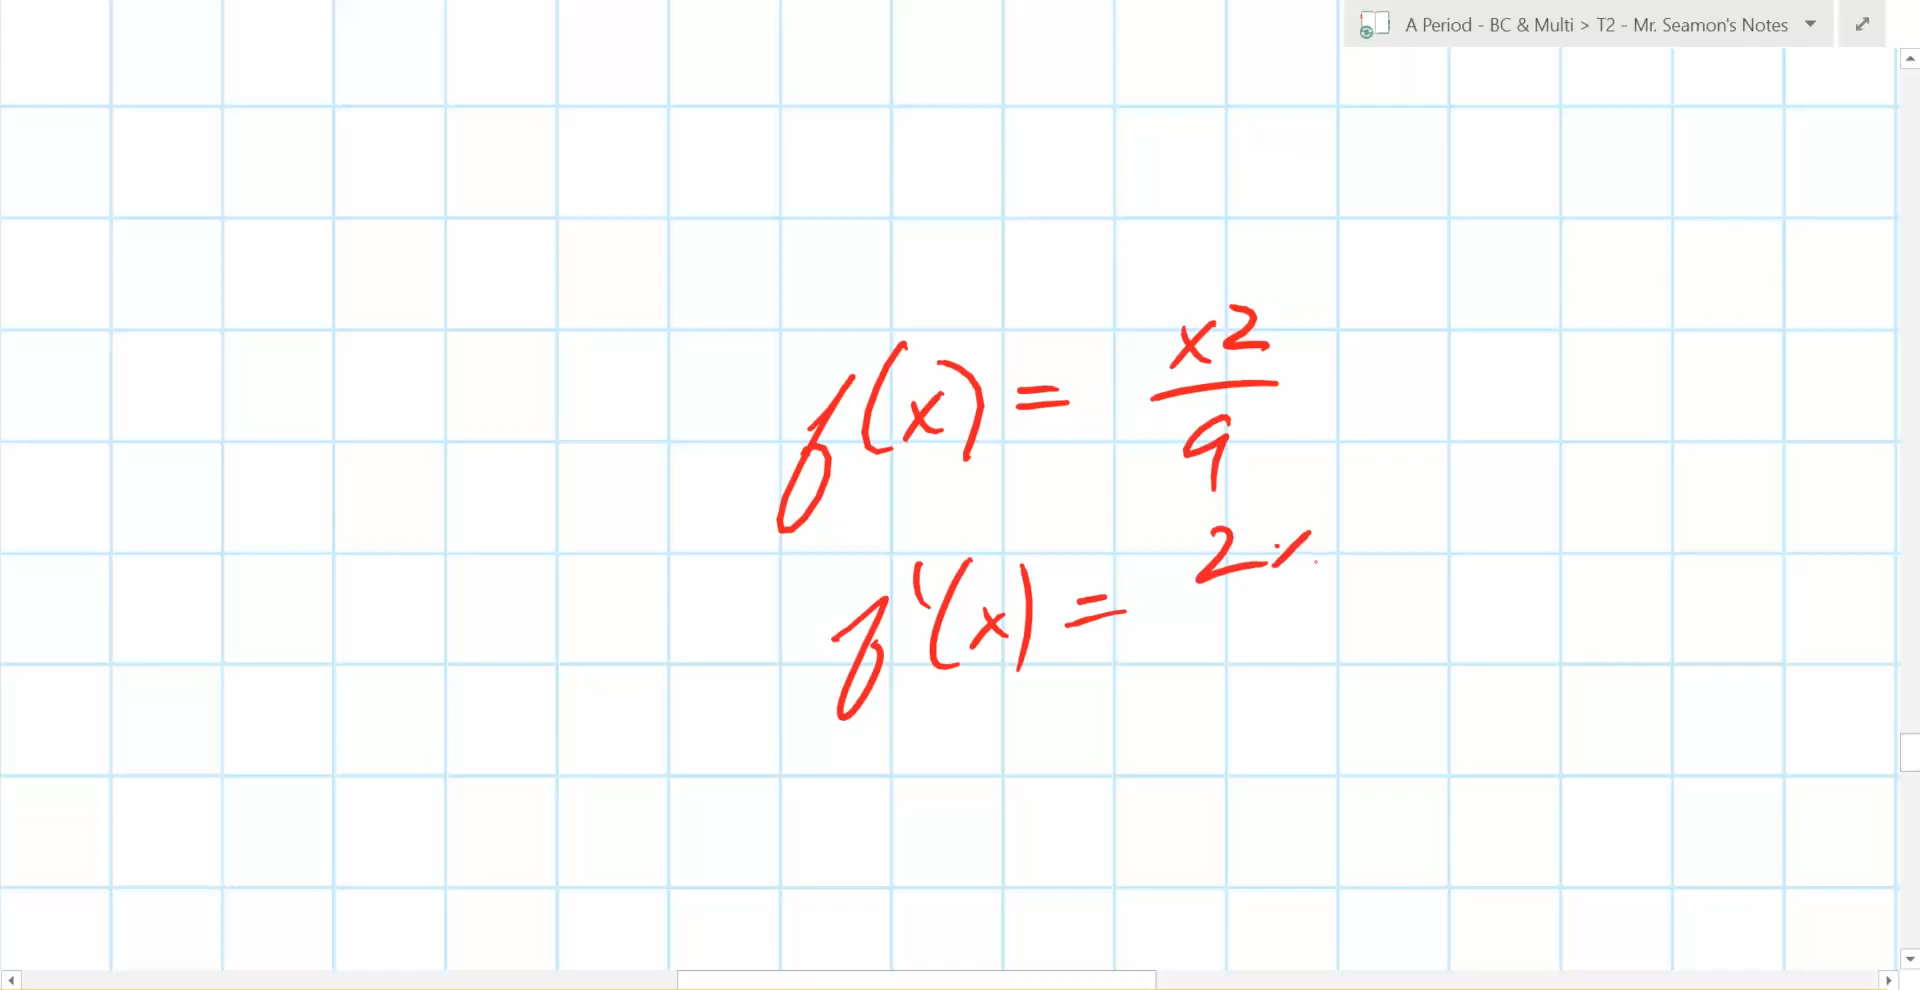 A Period - BC & Multi > T2 - Mr. Seamon's Notes
f(x) = x²/9
f'(x) = 2x